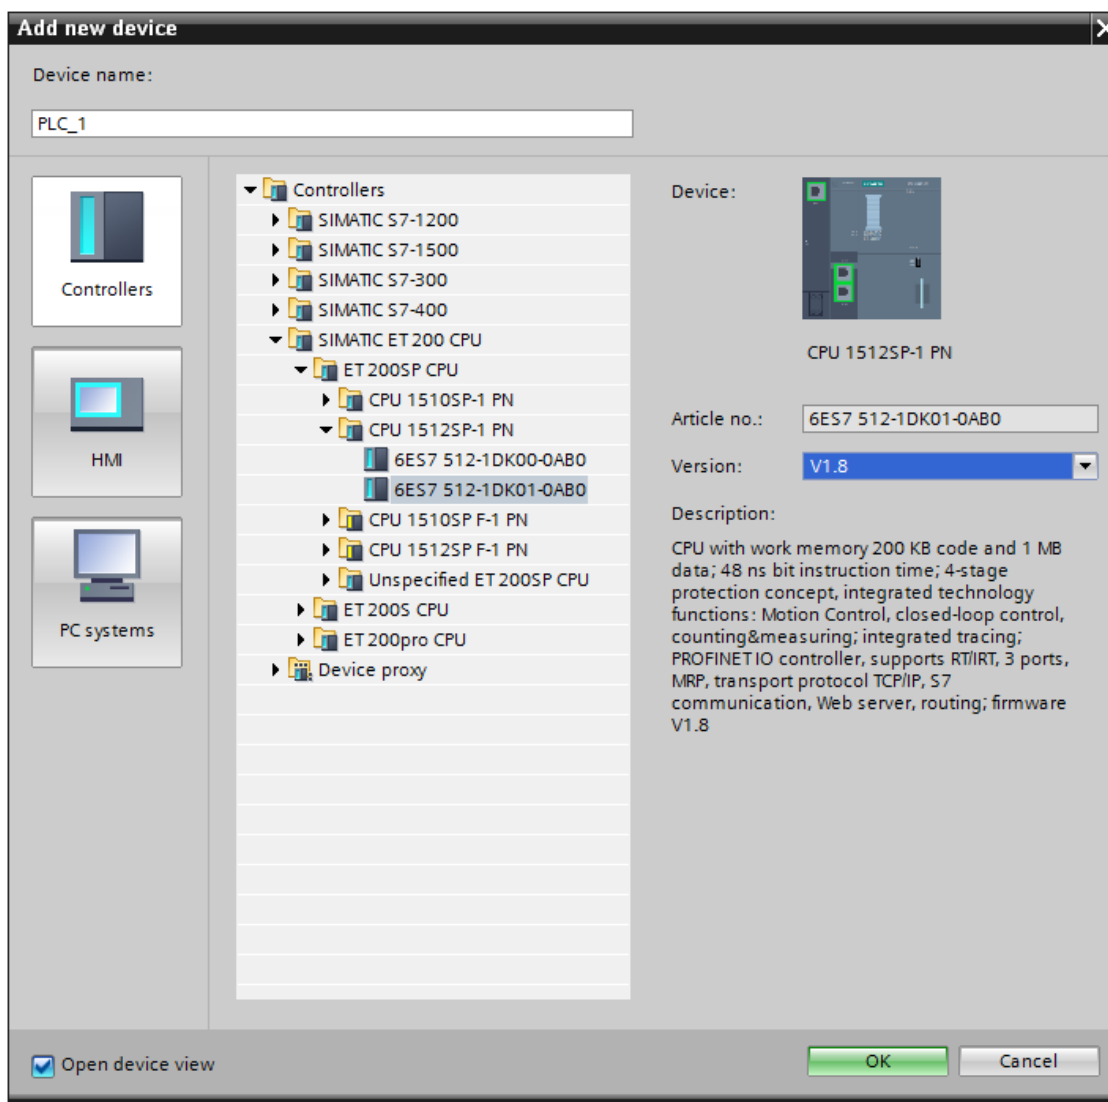 Add new device
Device name:
PLC_1
Controllers
HMI
PC systems
Controllers
SIMATIC S7-1200
SIMATIC S7-1500
SIMATIC S7-300
SIMATIC S7-400
SIMATIC ET 200 CPU
ET 200SP CPU
CPU 1510SP-1 PN
CPU 1512SP-1 PN
6ES7 512-1DK00-0AB0
6ES7 512-1DK01-0AB0
CPU 1510SP F-1 PN
CPU 1512SP F-1 PN
Unspecified ET 200SP CPU
ET 200S CPU
ET 200pro CPU
Device proxy
Device:
CPU 1512SP-1 PN
Article no.: 6ES7 512-1DK01-0AB0
Version: V1.8
Description:
CPU with work memory 200 KB code and 1 MB
data; 48 ns bit instruction time; 4-stage
protection concept, integrated technology
functions: Motion Control, closed-loop control,
counting&measuring; integrated tracing;
PROFINET IO controller, supports RT/IRT, 3 ports,
MRP, transport protocol TCP/IP, S7
communication, Web server, routing; firmware
V1.8
Open device view
OK
Cancel